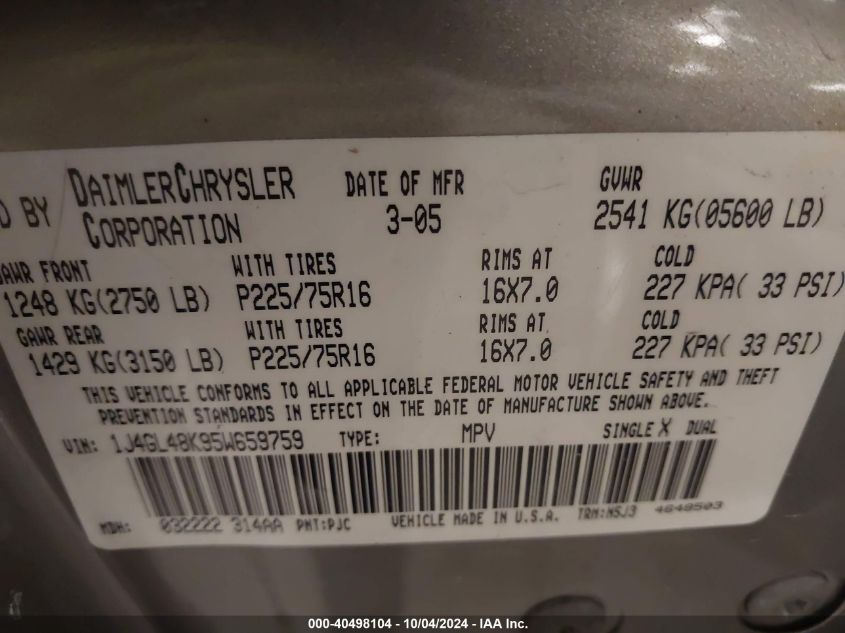 D BY DAIMLERCHRYSLER CORPORATION DATE OF MFR 3-05 GVWR 2541 KG(05600 LB)
GAWR FRONT WITH TIRES RIMS AT COLD
1248 KG(2750 LB) P225/75R16 16X7.0 227 KPA( 33 PSI)
GAWR REAR WITH TIRES RIMS AT COLD
1429 KG(3150 LB) P225/75R16 16X7.0 227 KPA( 33 PSI)
THIS VEHICLE CONFORMS TO ALL APPLICABLE FEDERAL MOTOR VEHICLE SAFETY AND THEFT
PREVENTION STANDARDS IN EFFECT ON THE DATE OF MANUFACTURE SHOWN ABOVE.
VIN: 1J4GL48K95W659759 TYPE: MPV SINGLE X DUAL
MDH: 032222 314AA PNT:PJC VEHICLE MADE IN U.S.A. TRM:N5J3 4648503
000-40498104 - 10/04/2024 - IAA Inc.